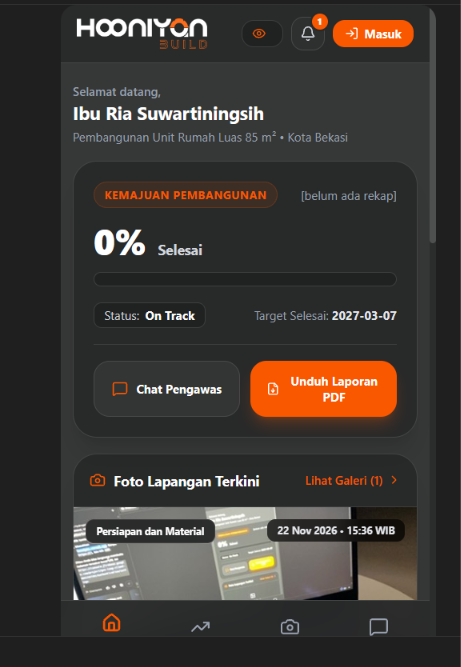 HOONIYAN
BUILD
1
Masuk
Selamat datang,
Ibu Ria Suwartiningsih
Pembangunan Unit Rumah Luas 85 m² • Kota Bekasi
KEMAJUAN PEMBANGUNAN
[belum ada rekap]
0% Selesai
Status: On Track
Target Selesai: 2027-03-07
Chat Pengawas
Unduh Laporan
PDF
Foto Lapangan Terkini
Lihat Galeri (1)
Persiapan dan Material
22 Nov 2026 - 15:36 WIB
0%